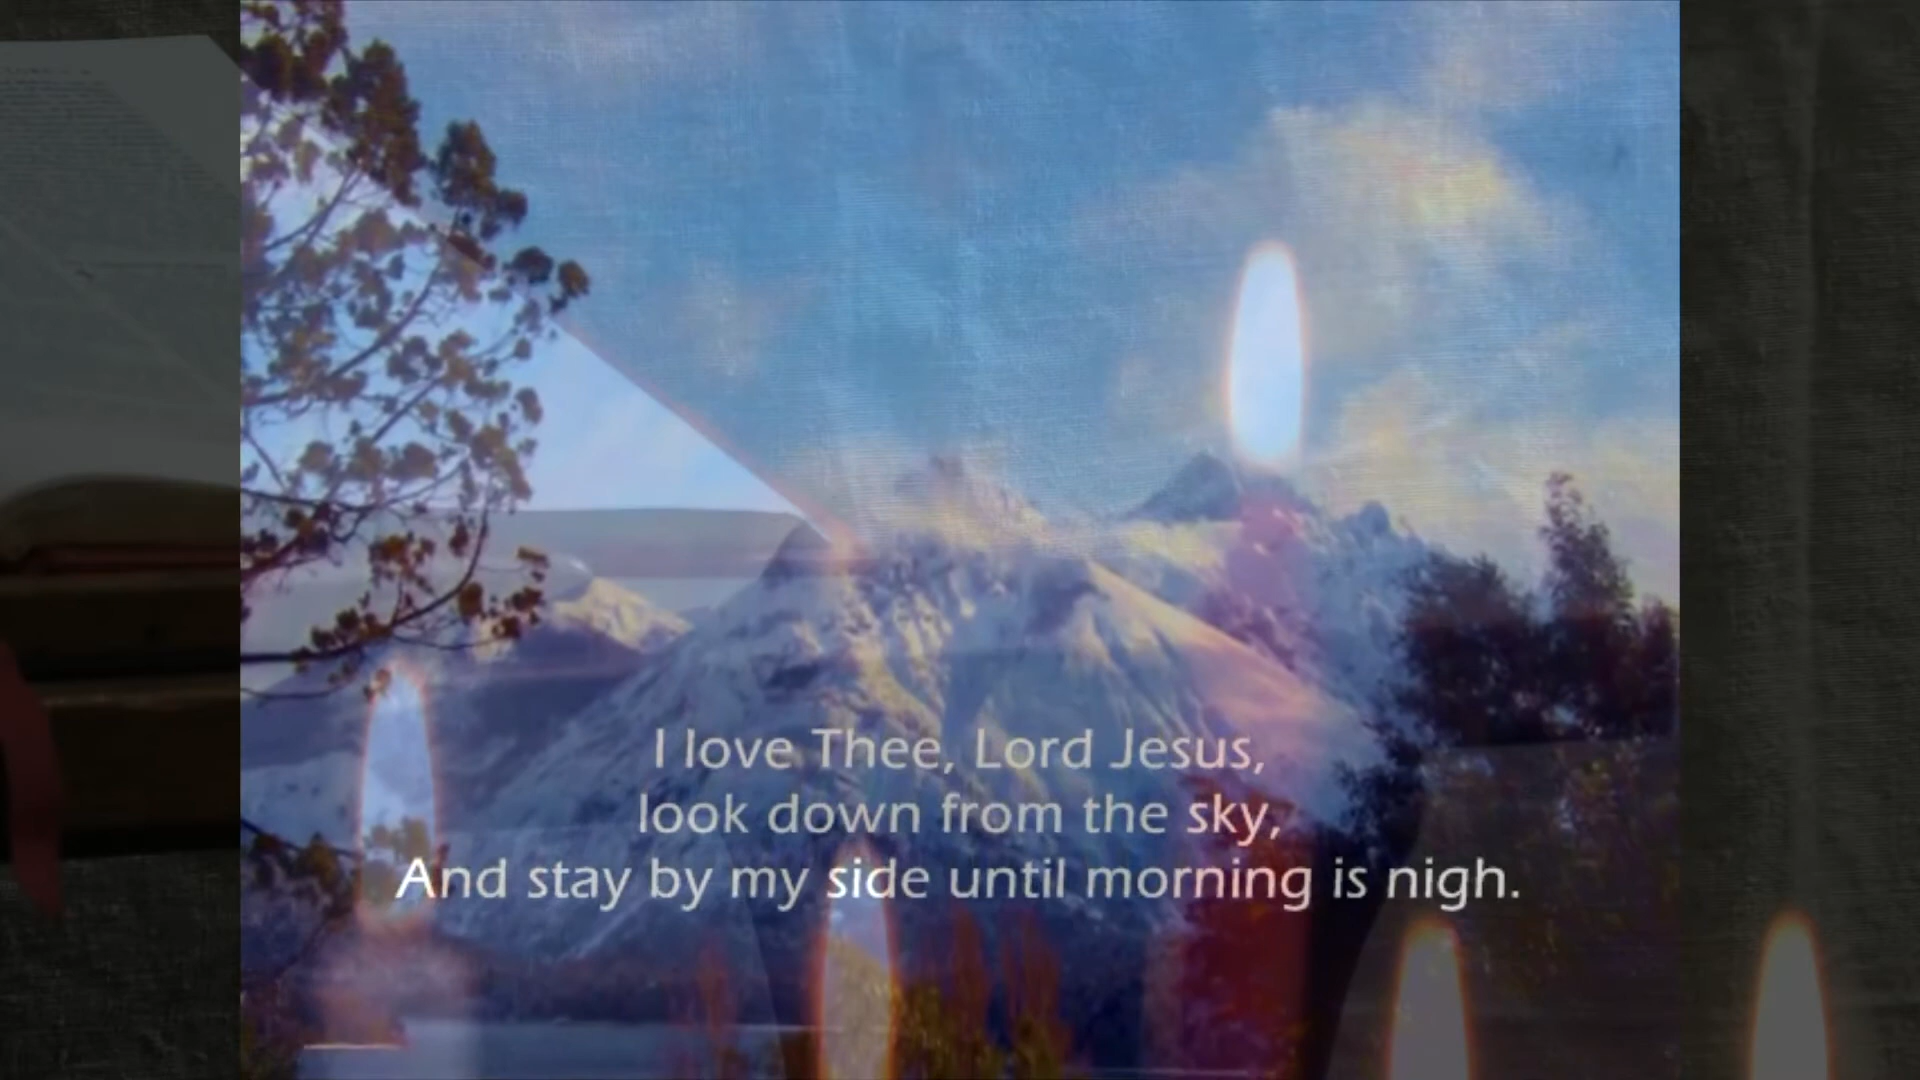 I love Thee, Lord Jesus,
look down from the sky,
And stay by my side until morning is nigh.